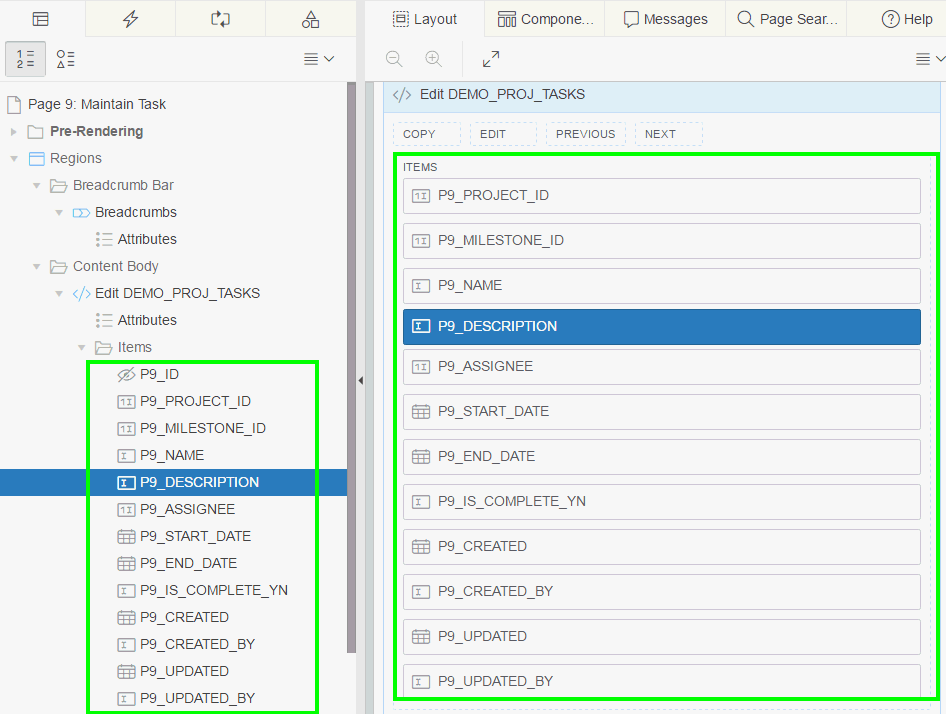 Layout
Compone...
Messages
Page Sear...
Help
Page 9: Maintain Task
Pre-Rendering
Regions
Breadcrumb Bar
Breadcrumbs
Attributes
Content Body
Edit DEMO_PROJ_TASKS
Attributes
Items
P9_ID
P9_PROJECT_ID
P9_MILESTONE_ID
P9_NAME
P9_DESCRIPTION
P9_ASSIGNEE
P9_START_DATE
P9_END_DATE
P9_IS_COMPLETE_YN
P9_CREATED
P9_CREATED_BY
P9_UPDATED
P9_UPDATED_BY
Edit DEMO_PROJ_TASKS
COPY EDIT PREVIOUS NEXT
ITEMS
P9_PROJECT_ID
P9_MILESTONE_ID
P9_NAME
P9_DESCRIPTION
P9_ASSIGNEE
P9_START_DATE
P9_END_DATE
P9_IS_COMPLETE_YN
P9_CREATED
P9_CREATED_BY
P9_UPDATED
P9_UPDATED_BY